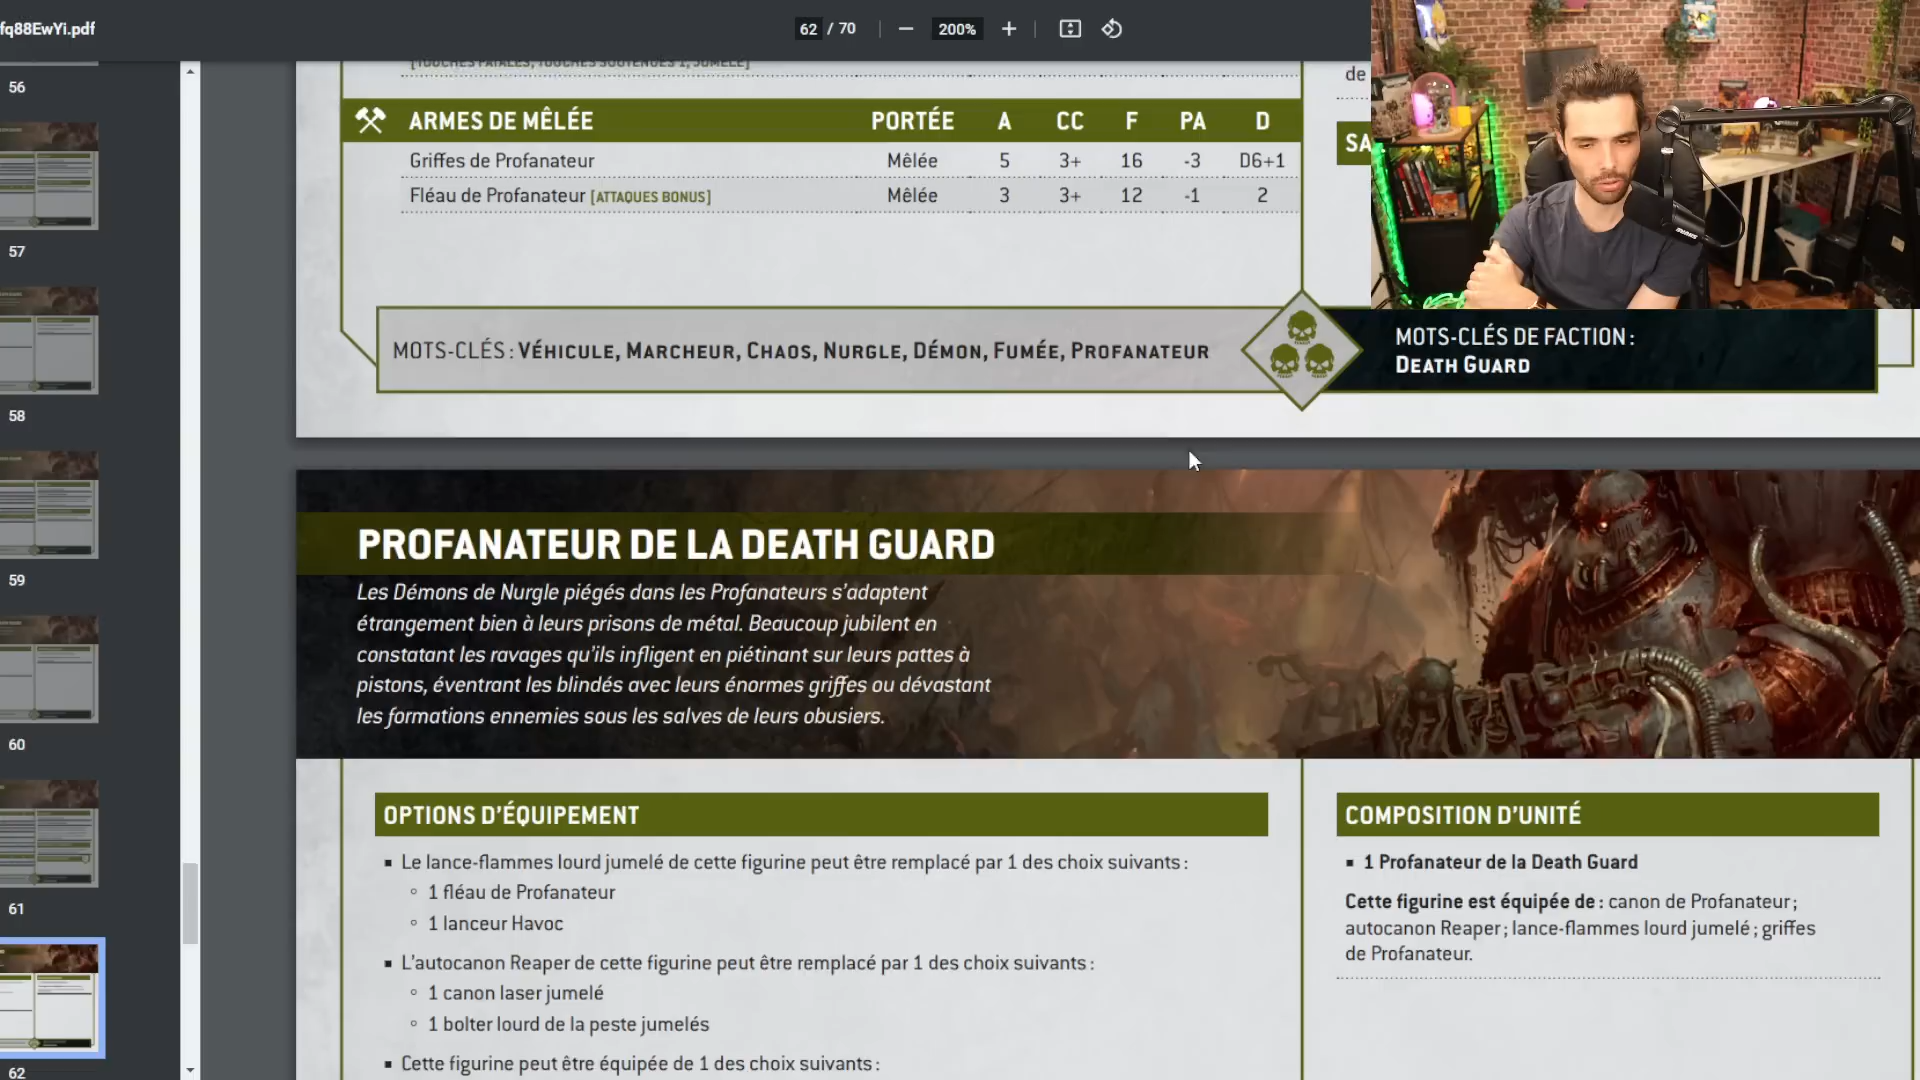 fq88EwYi.pdf
62 / 70
200%
56
57
58
59
60
61
62
[TOUCHES FATALES, TOUCHES SOUTENUES 1, JUMELÉ]
de
ARMES DE MÊLÉE PORTÉE A CC F PA D
SA
Griffes de Profanateur Mêlée 5 3+ 16 -3 D6+1
Fléau de Profanateur [ATTAQUES BONUS] Mêlée 3 3+ 12 -1 2
MOTS-CLÉS : VÉHICULE, MARCHEUR, CHAOS, NURGLE, DÉMON, FUMÉE, PROFANATEUR
MOTS-CLÉS DE FACTION :
DEATH GUARD
PROFANATEUR DE LA DEATH GUARD
Les Démons de Nurgle piégés dans les Profanateurs s'adaptent
étrangement bien à leurs prisons de métal. Beaucoup jubilent en
constatant les ravages qu'ils infligent en piétinant sur leurs pattes à
pistons, éventrant les blindés avec leurs énormes griffes ou dévastant
les formations ennemies sous les salves de leurs obusiers.
OPTIONS D'ÉQUIPEMENT
▪ Le lance-flammes lourd jumelé de cette figurine peut être remplacé par 1 des choix suivants :
◦ 1 fléau de Profanateur
◦ 1 lanceur Havoc
▪ L'autocanon Reaper de cette figurine peut être remplacé par 1 des choix suivants :
◦ 1 canon laser jumelé
◦ 1 bolter lourd de la peste jumelés
▪ Cette figurine peut être équipée de 1 des choix suivants :
COMPOSITION D'UNITÉ
▪ 1 Profanateur de la Death Guard
Cette figurine est équipée de : canon de Profanateur ;
autocanon Reaper ; lance-flammes lourd jumelé ; griffes
de Profanateur.